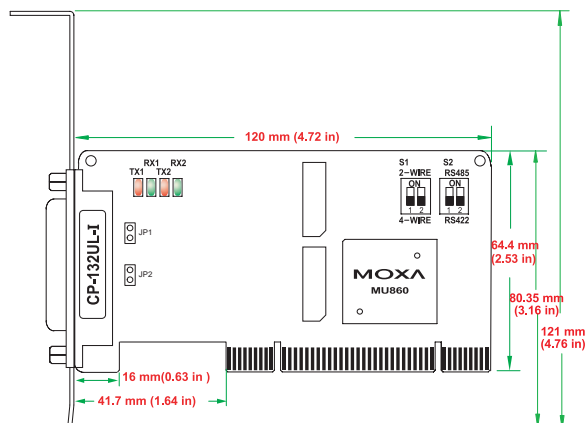 120 mm (4.72 in)
RX1 RX2
TX1 TX2
S1 S2
2-WIRE RS485
ON ON
1 2 1 2
4-WIRE RS422
JP1
JP2
CP-132UL-I
MOXA
MU860
64.4 mm
(2.53 in)
80.35 mm
(3.16 in)
121 mm
(4.76 in)
16 mm(0.63 in )
41.7 mm (1.64 in)